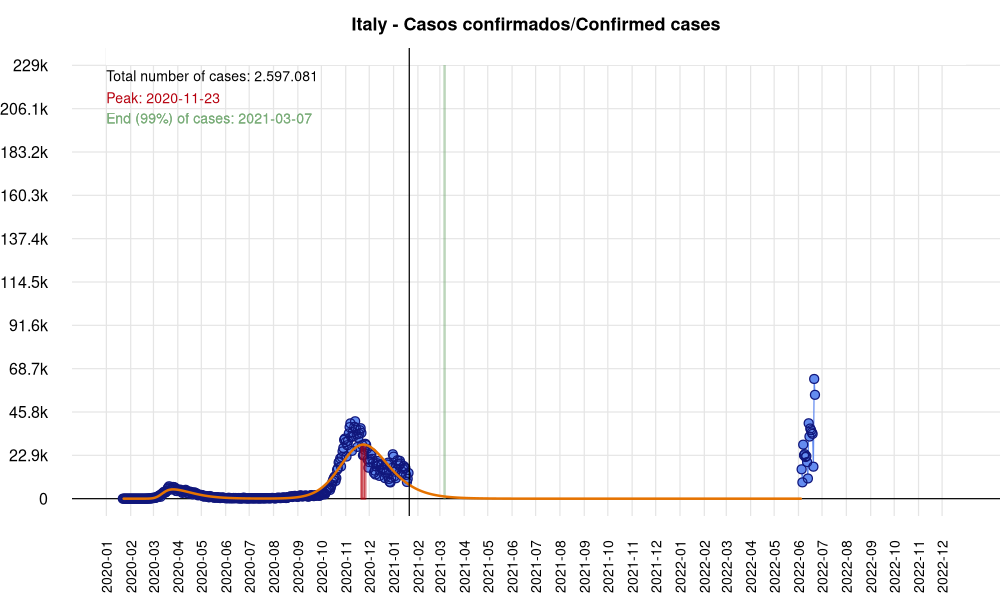 Italy - Casos confirmados/Confirmed cases
229k
206.1k
183.2k
160.3k
137.4k
114.5k
91.6k
68.7k
45.8k
22.9k
0
Total number of cases: 2.597.081
Peak: 2020-11-23
End (99%) of cases: 2021-03-07
2020-01
2020-02
2020-03
2020-04
2020-05
2020-06
2020-07
2020-08
2020-09
2020-10
2020-11
2020-12
2021-01
2021-02
2021-03
2021-04
2021-05
2021-06
2021-07
2021-08
2021-09
2021-10
2021-11
2021-12
2022-01
2022-02
2022-03
2022-04
2022-05
2022-06
2022-07
2022-08
2022-09
2022-10
2022-11
2022-12